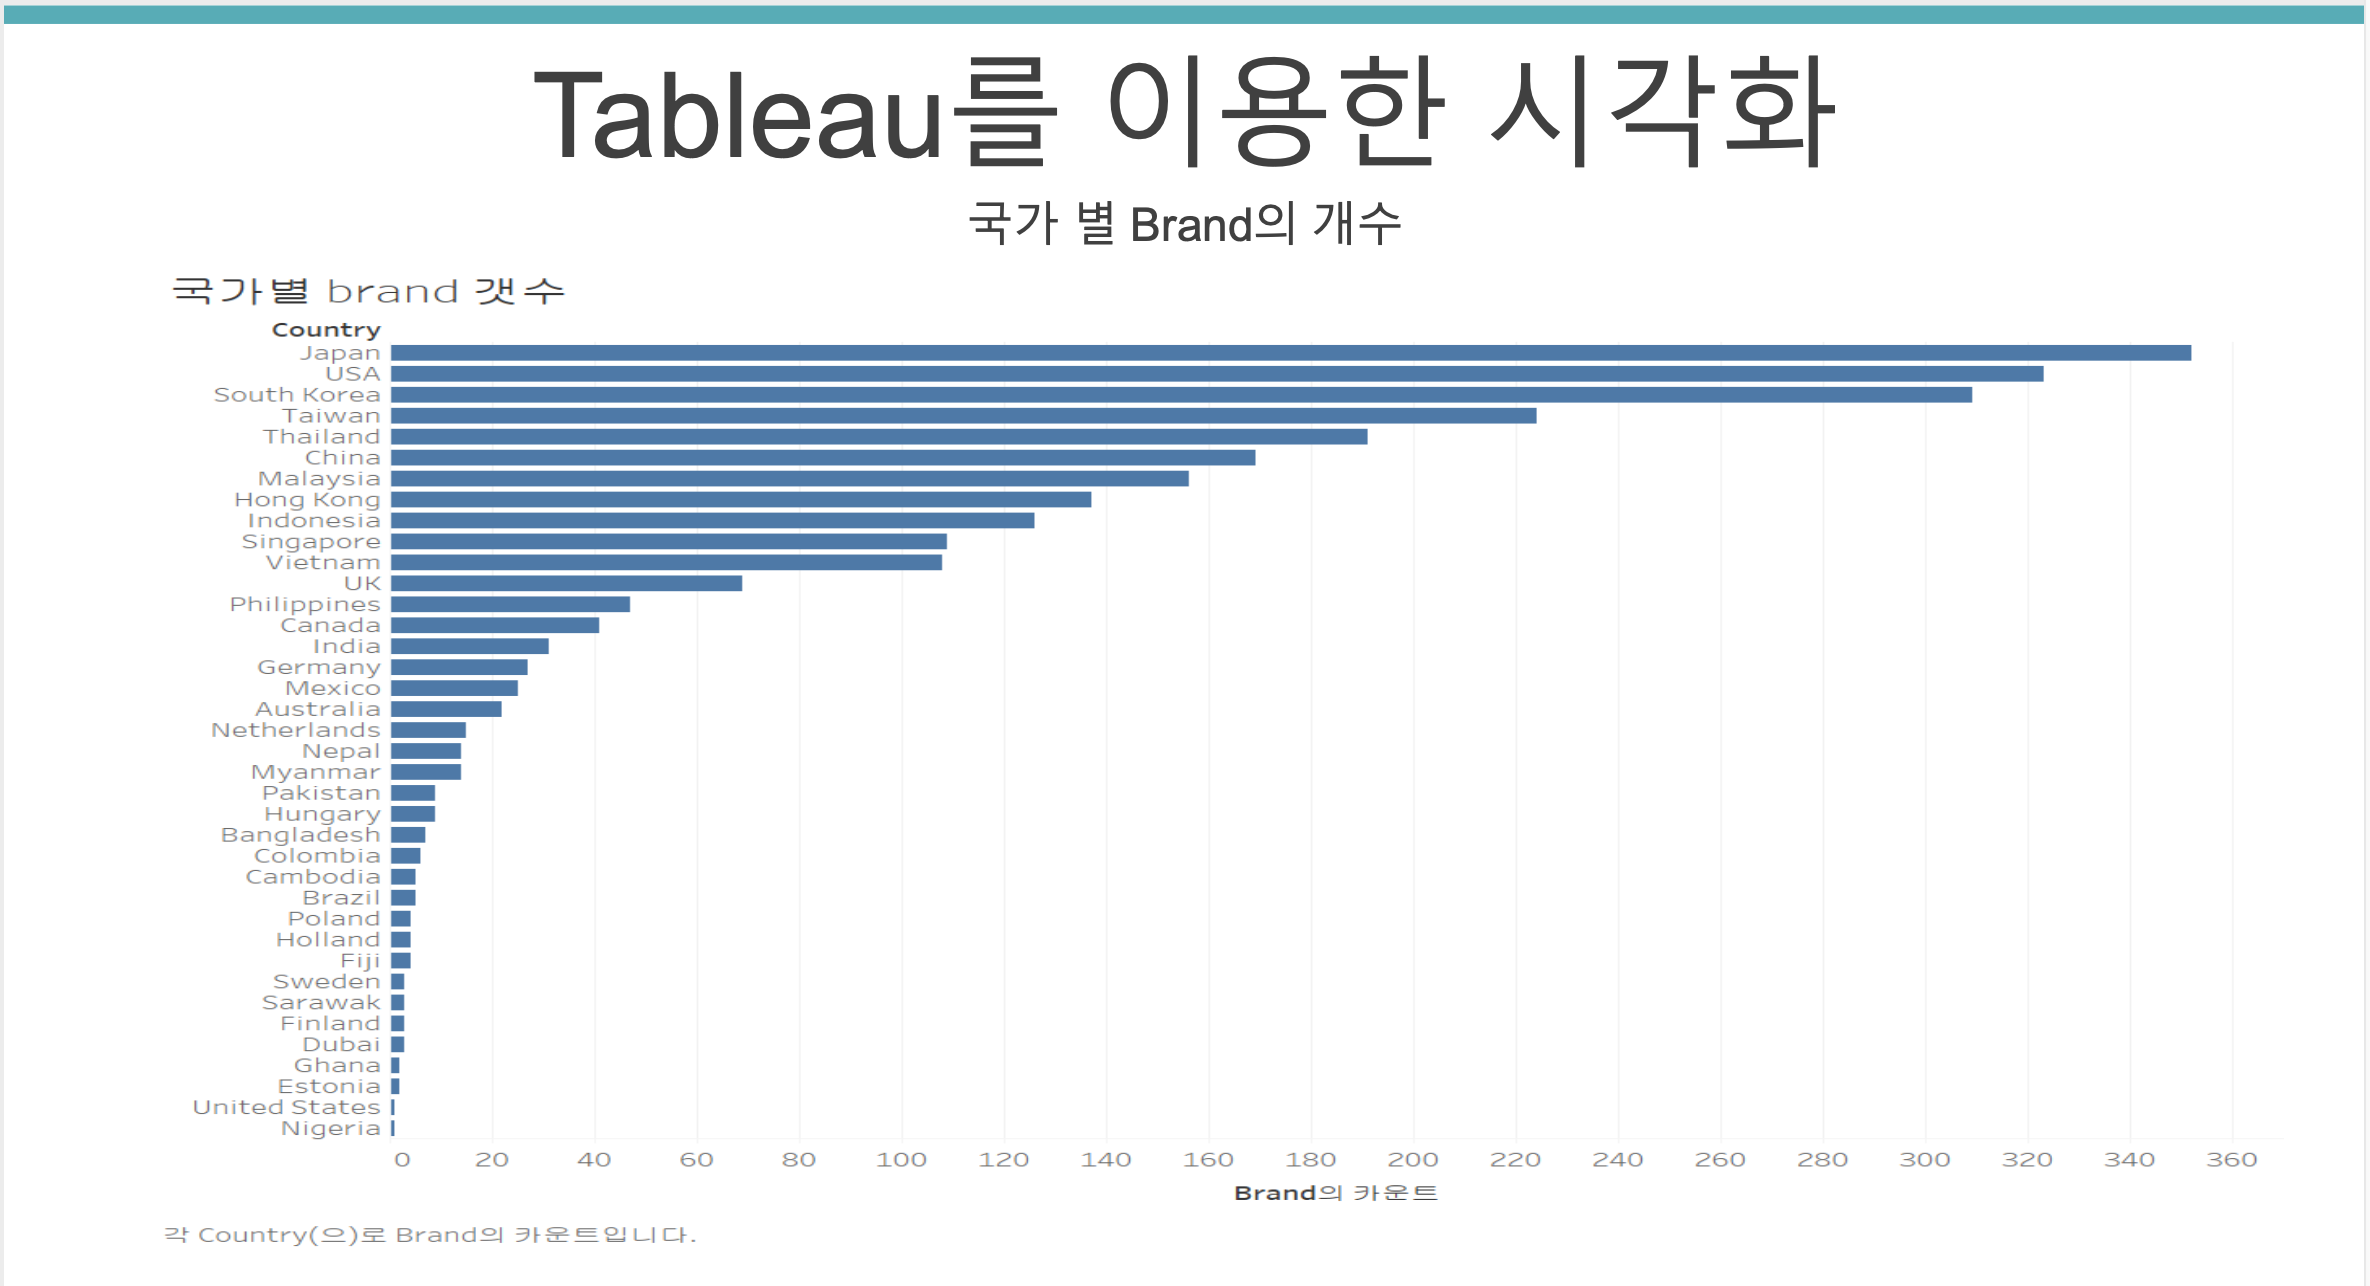 Tableau를 이용한 시각화
국가 별 Brand의 개수
국가별 brand 갯수
Country
Japan
USA
South Korea
Taiwan
Thailand
China
Malaysia
Hong Kong
Indonesia
Singapore
Vietnam
UK
Philippines
Canada
India
Germany
Mexico
Australia
Netherlands
Nepal
Myanmar
Pakistan
Hungary
Bangladesh
Colombia
Cambodia
Brazil
Poland
Holland
Fiji
Sweden
Sarawak
Finland
Dubai
Ghana
Estonia
United States
Nigeria
0 20 40 60 80 100 120 140 160 180 200 220 240 260 280 300 320 340 360
Brand의 카운트
각 Country(으)로 Brand의 카운트입니다.